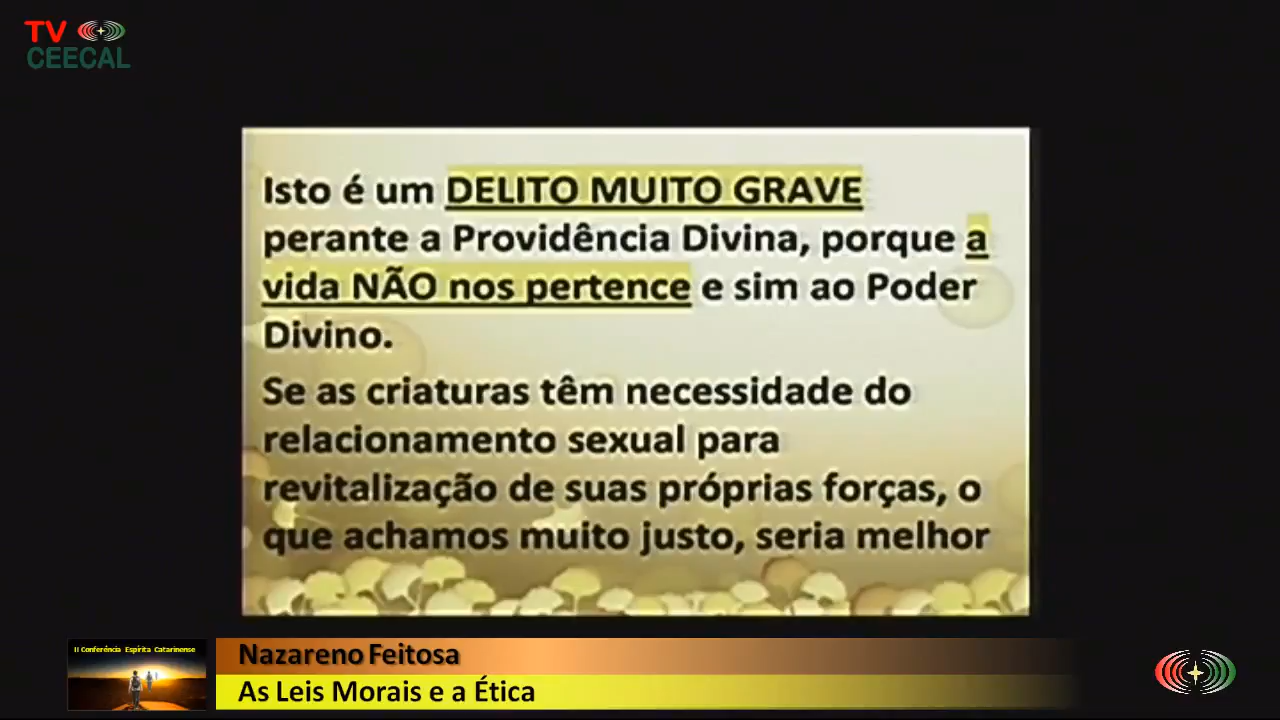 TV
CEECAL
Isto é um DELITO MUITO GRAVE
perante a Providência Divina, porque a
vida NÃO nos pertence e sim ao Poder
Divino.
Se as criaturas têm necessidade do
relacionamento sexual para
revitalização de suas próprias forças, o
que achamos muito justo, seria melhor
II Conferência Espírita Catarinense
Nazareno Feitosa
As Leis Morais e a Ética